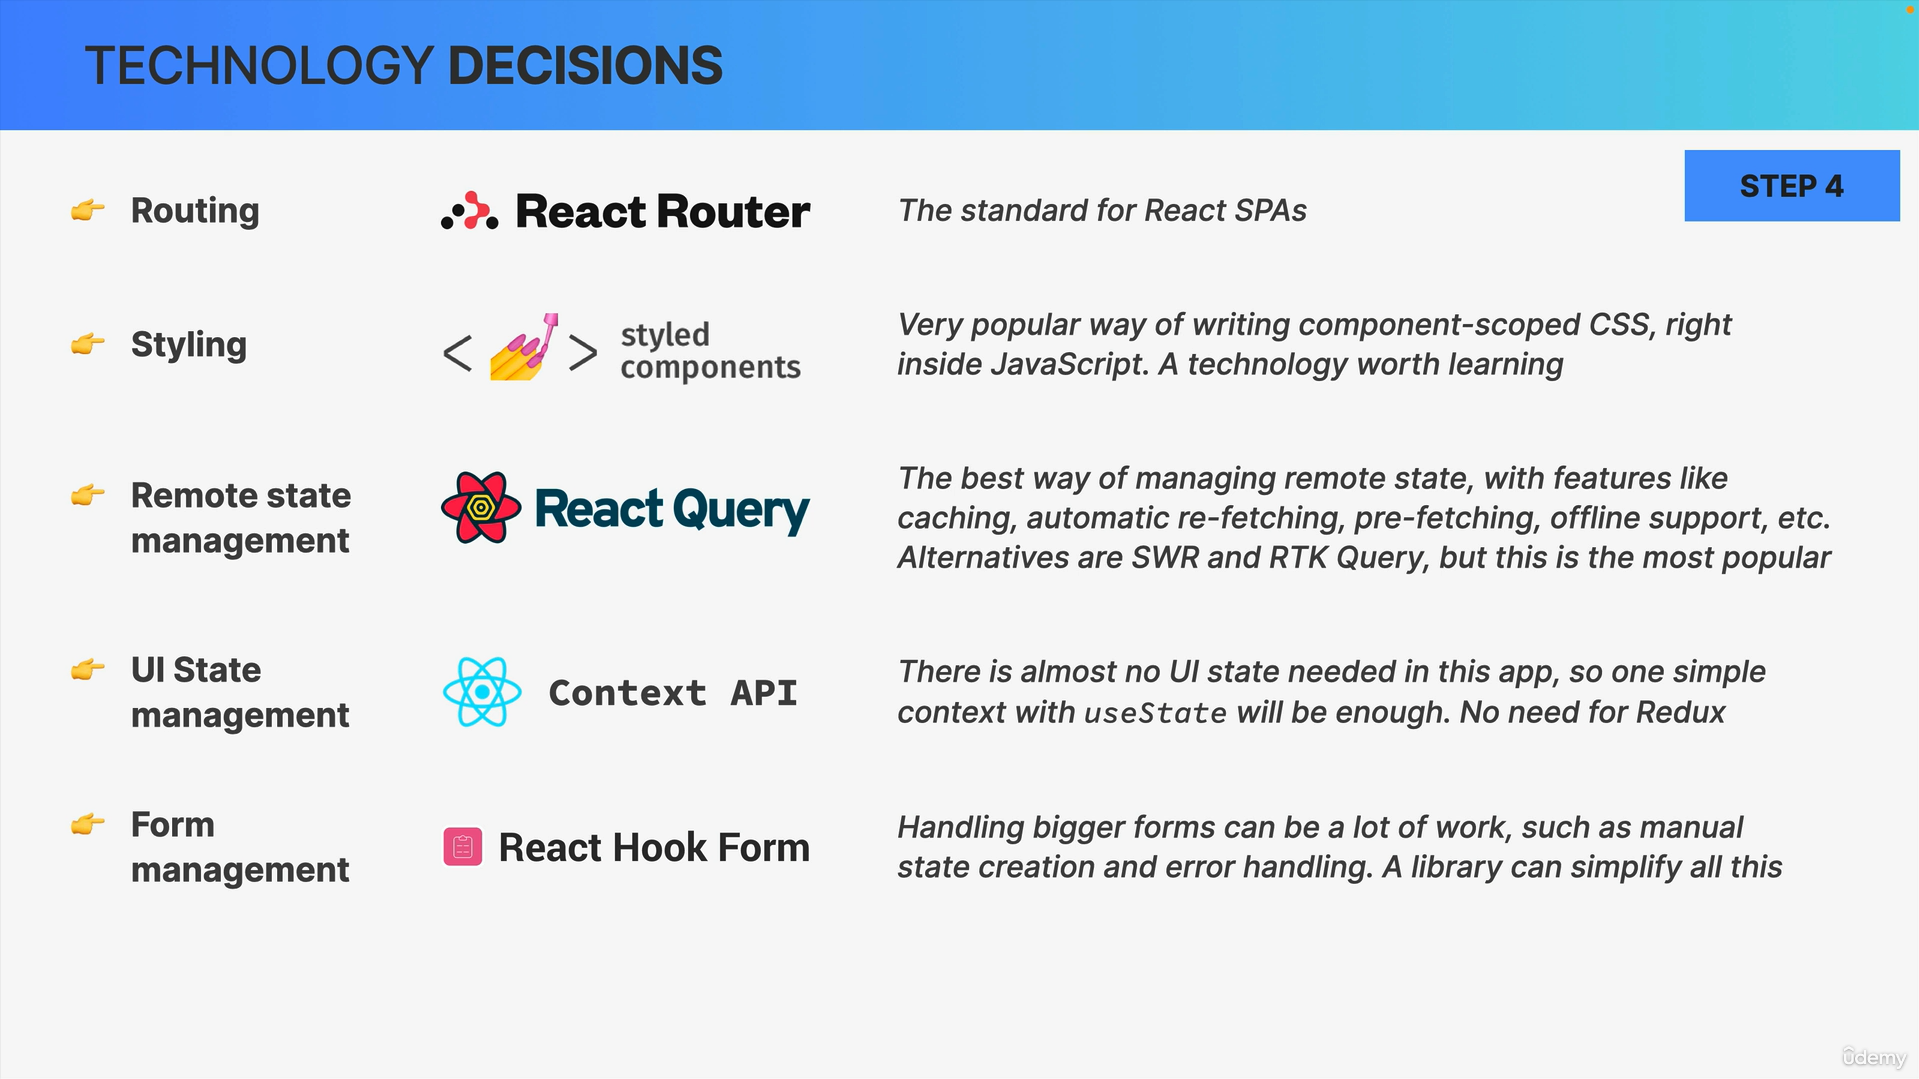 TECHNOLOGY DECISIONS
STEP 4
Routing
React Router
The standard for React SPAs
Styling
< >
styled
components
Very popular way of writing component-scoped CSS, right
inside JavaScript. A technology worth learning
Remote state
management
React Query
The best way of managing remote state, with features like
caching, automatic re-fetching, pre-fetching, offline support, etc.
Alternatives are SWR and RTK Query, but this is the most popular
UI State
management
Context API
There is almost no UI state needed in this app, so one simple
context with useState will be enough. No need for Redux
Form
management
React Hook Form
Handling bigger forms can be a lot of work, such as manual
state creation and error handling. A library can simplify all this
ûdemy